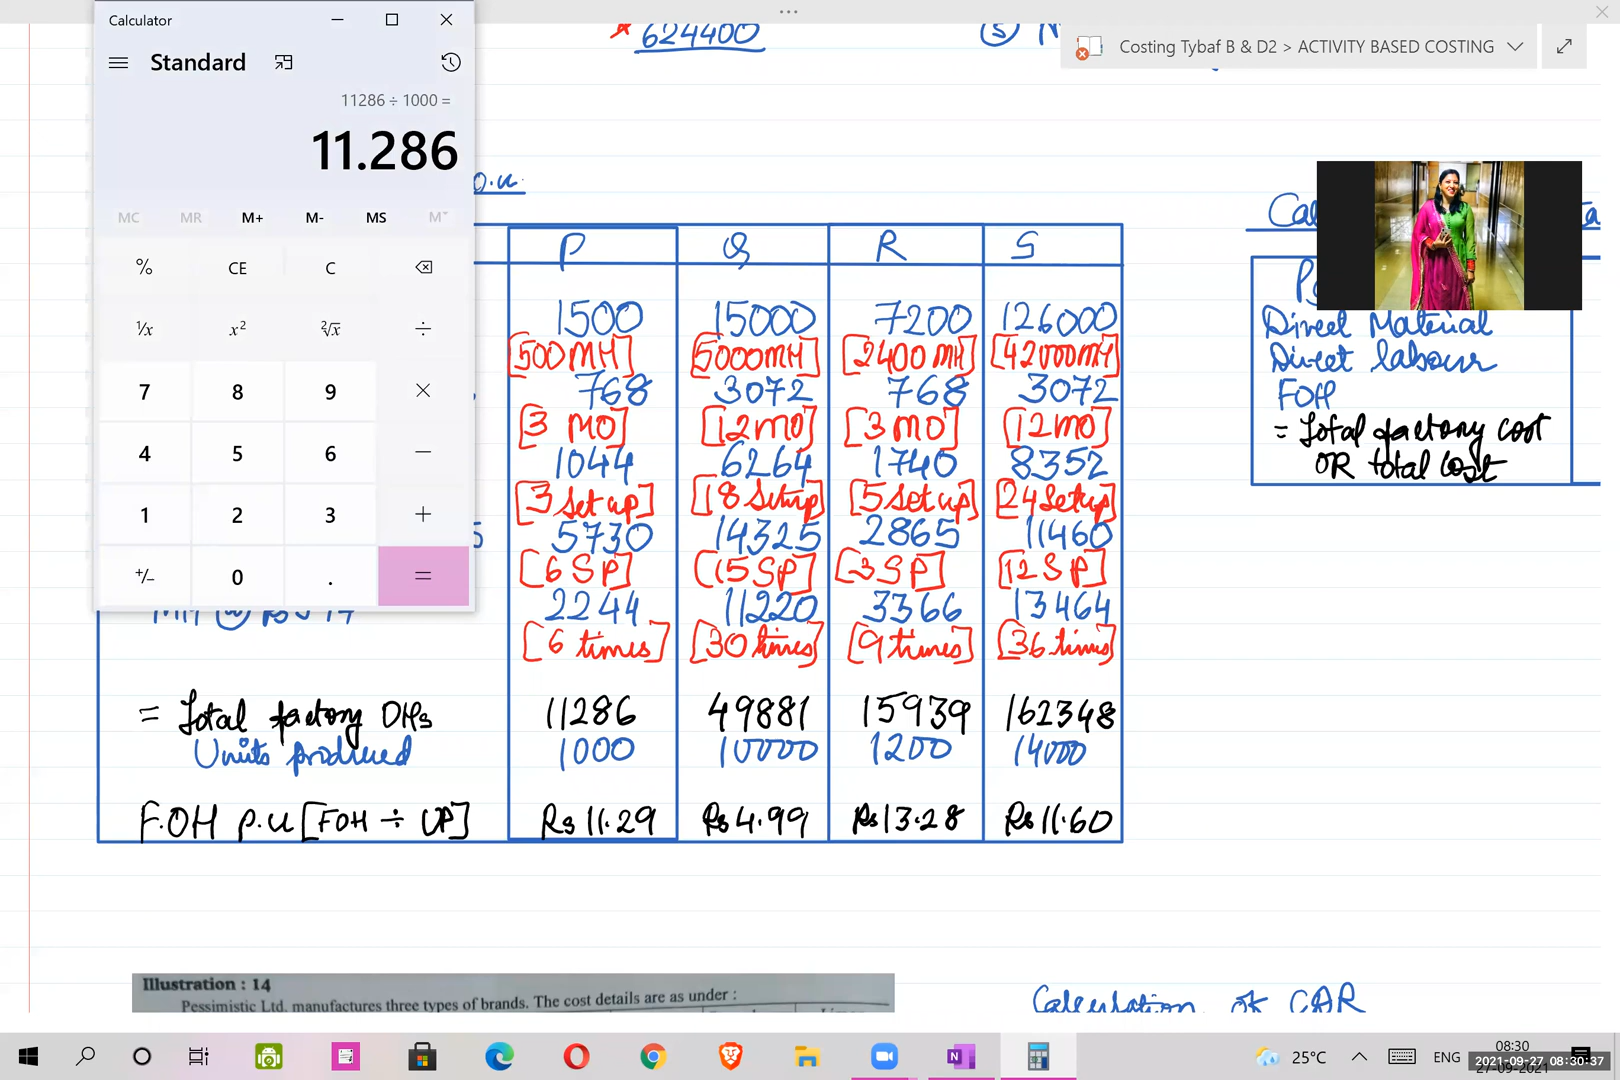 Calculator
Standard
11286 ÷ 1000 =
11.286
MC MR M+ M- MS M
% CE C
¹/x x² ²√x ÷
7 8 9 ×
4 5 6 −
1 2 3 +
+/− 0 . =
624400
Costing Tybaf B & D2 > ACTIVITY BASED COSTING
P Q R S
1500 15000 7200 126000
[500 MH] [5000 MH] [2400 MH] [42000 MH]
768 3072 768 3072
[3 MO] [12 MO] [3 MO] [12 MO]
1044 6264 1740 8352
[3 set up] [18 setup] [5 set up] [24 setup]
5730 14325 2865 11460
[6 SP] [15 SP] [3 SP] [12 SP]
2244 11220 3366 13464
[6 times] [30 times] [9 times] [36 times]
= Total factory OHs 11286 49881 15939 162348
Units produced 1000 10000 1200 14000
F.OH p.u [FOH ÷ UP] Rs 11.29 Rs 4.99 Rs 13.28 Rs 11.60
Direct Material
Direct labour
FOH
= Total factory cost
OR total cost
Illustration : 14
Pessimistic Ltd. manufactures three types of brands. The cost details are as under :
Calculation of CAR
25°C ENG 08:30
27-09-2021
2021-09-27 08:30:37